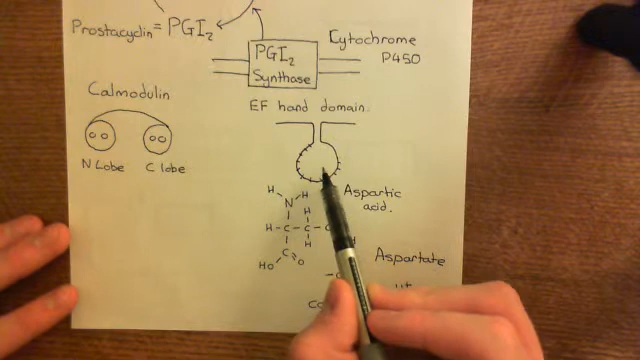 Prostacyclin = PGI₂
PGI₂
Synthase
Cytochrome
P450
Calmodulin
EF hand domain.
N Lobe
C lobe
Aspartic
acid.
H
H
N
H
H-C-C-
H
C
HO
O
Aspartate